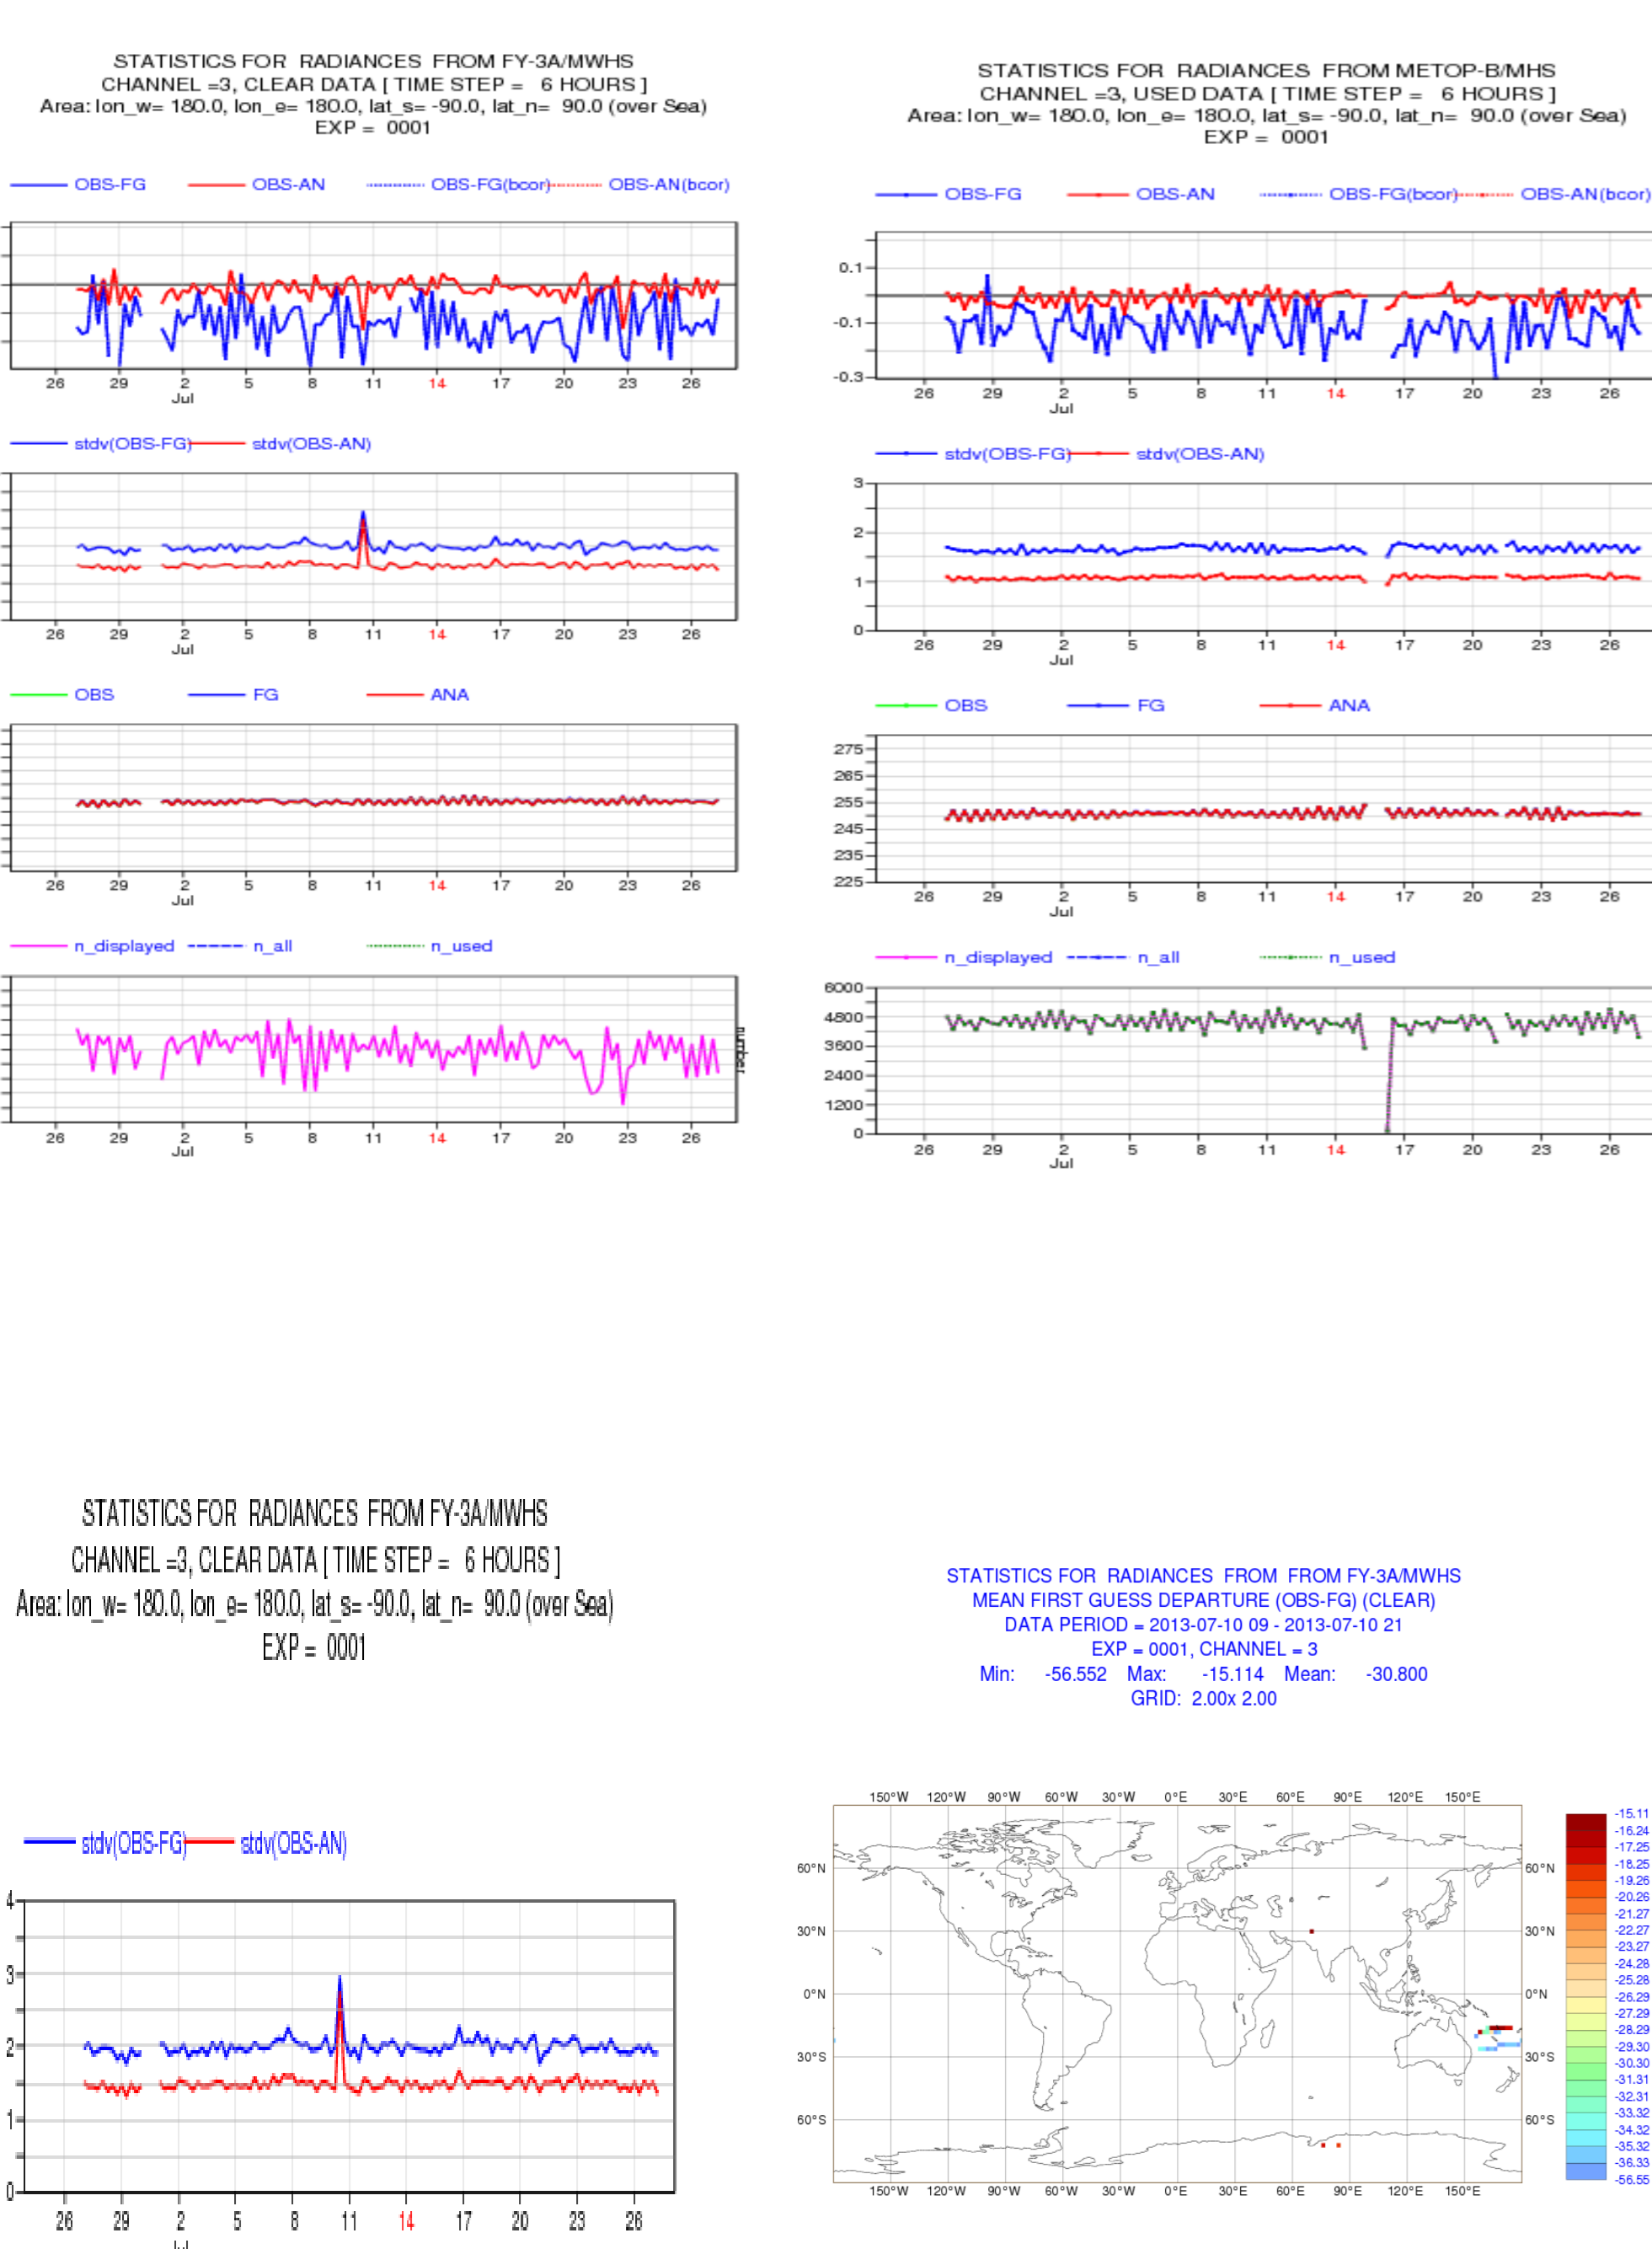 STATISTICS FOR RADIANCES FROM FY-3A/MWHS
CHANNEL =3, CLEAR DATA [ TIME STEP = 6 HOURS ]
Area: lon_w= 180.0, lon_e= 180.0, lat_s= -90.0, lat_n= 90.0 (over Sea)
EXP = 0001
OBS-FG OBS-AN OBS-FG(bcor) OBS-AN(bcor)
26 29 2 5 8 11 14 17 20 23 26
Jul
stdv(OBS-FG) stdv(OBS-AN)
26 29 2 5 8 11 14 17 20 23 26
Jul
OBS FG ANA
26 29 2 5 8 11 14 17 20 23 26
Jul
n_displayed n_all n_used
number
26 29 2 5 8 11 14 17 20 23 26
Jul
STATISTICS FOR RADIANCES FROM METOP-B/MHS
CHANNEL =3, USED DATA [ TIME STEP = 6 HOURS ]
Area: lon_w= 180.0, lon_e= 180.0, lat_s= -90.0, lat_n= 90.0 (over Sea)
EXP = 0001
OBS-FG OBS-AN OBS-FG(bcor) OBS-AN(bcor)
0.1
-0.1
-0.3
26 29 2 5 8 11 14 17 20 23 26
Jul
stdv(OBS-FG) stdv(OBS-AN)
3
2
1
0
26 29 2 5 8 11 14 17 20 23 26
Jul
OBS FG ANA
275
265
255
245
235
225
26 29 2 5 8 11 14 17 20 23 26
Jul
n_displayed n_all n_used
6000
4800
3600
2400
1200
0
26 29 2 5 8 11 14 17 20 23 26
Jul
STATISTICS FOR RADIANCES FROM FY-3A/MWHS
CHANNEL =3, CLEAR DATA [ TIME STEP = 6 HOURS ]
Area: lon_w= 180.0, lon_e= 180.0, lat_s= -90.0, lat_n= 90.0 (over Sea)
EXP = 0001
stdv(OBS-FG) stdv(OBS-AN)
4
3
2
1
0
26 29 2 5 8 11 14 17 20 23 26
Jul
STATISTICS FOR RADIANCES FROM FROM FY-3A/MWHS
MEAN FIRST GUESS DEPARTURE (OBS-FG) (CLEAR)
DATA PERIOD = 2013-07-10 09 - 2013-07-10 21
EXP = 0001, CHANNEL = 3
Min: -56.552 Max: -15.114 Mean: -30.800
GRID: 2.00x 2.00
150°W 120°W 90°W 60°W 30°W 0°E 30°E 60°E 90°E 120°E 150°E
60°N 60°N
30°N 30°N
0°N 0°N
30°S 30°S
60°S 60°S
150°W 120°W 90°W 60°W 30°W 0°E 30°E 60°E 90°E 120°E 150°E
-15.11
-16.24
-17.25
-18.25
-19.26
-20.26
-21.27
-22.27
-23.27
-24.28
-25.28
-26.29
-27.29
-28.29
-29.30
-30.30
-31.31
-32.31
-33.32
-34.32
-35.32
-36.33
-56.55